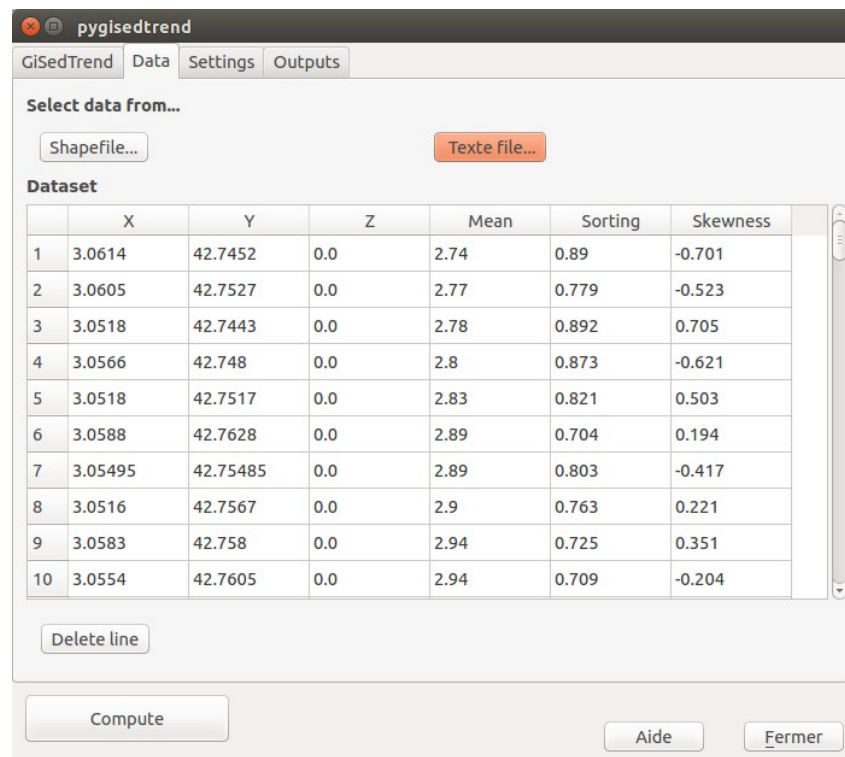 pygisedtrend
GiSedTrend Data Settings Outputs
Select data from...
Shapefile... Texte file...
Dataset
X Y Z Mean Sorting Skewness
1 3.0614 42.7452 0.0 2.74 0.89 -0.701
2 3.0605 42.7527 0.0 2.77 0.779 -0.523
3 3.0518 42.7443 0.0 2.78 0.892 0.705
4 3.0566 42.748 0.0 2.8 0.873 -0.621
5 3.0518 42.7517 0.0 2.83 0.821 0.503
6 3.0588 42.7628 0.0 2.89 0.704 0.194
7 3.05495 42.75485 0.0 2.89 0.803 -0.417
8 3.0516 42.7567 0.0 2.9 0.763 0.221
9 3.0583 42.758 0.0 2.94 0.725 0.351
10 3.0554 42.7605 0.0 2.94 0.709 -0.204
Delete line
Compute
Aide Fermer